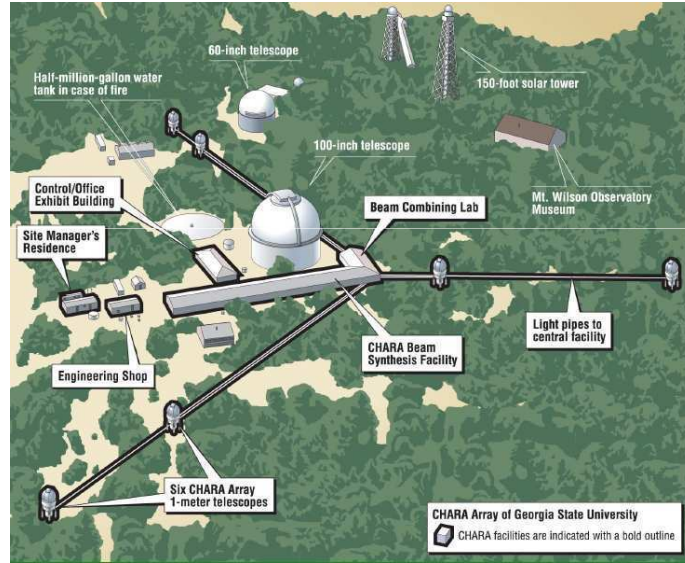 60-inch telescope
Half-million-gallon water
tank in case of fire
150-foot solar tower
100-inch telescope
Control/Office
Exhibit Building
Beam Combining Lab
Mt. Wilson Observatory
Museum
Site Manager's
Residence
Light pipes to
central facility
CHARA Beam
Synthesis Facility
Engineering Shop
Six CHARA Array
1-meter telescopes
CHARA Array of Georgia State University
CHARA facilities are indicated with a bold outline